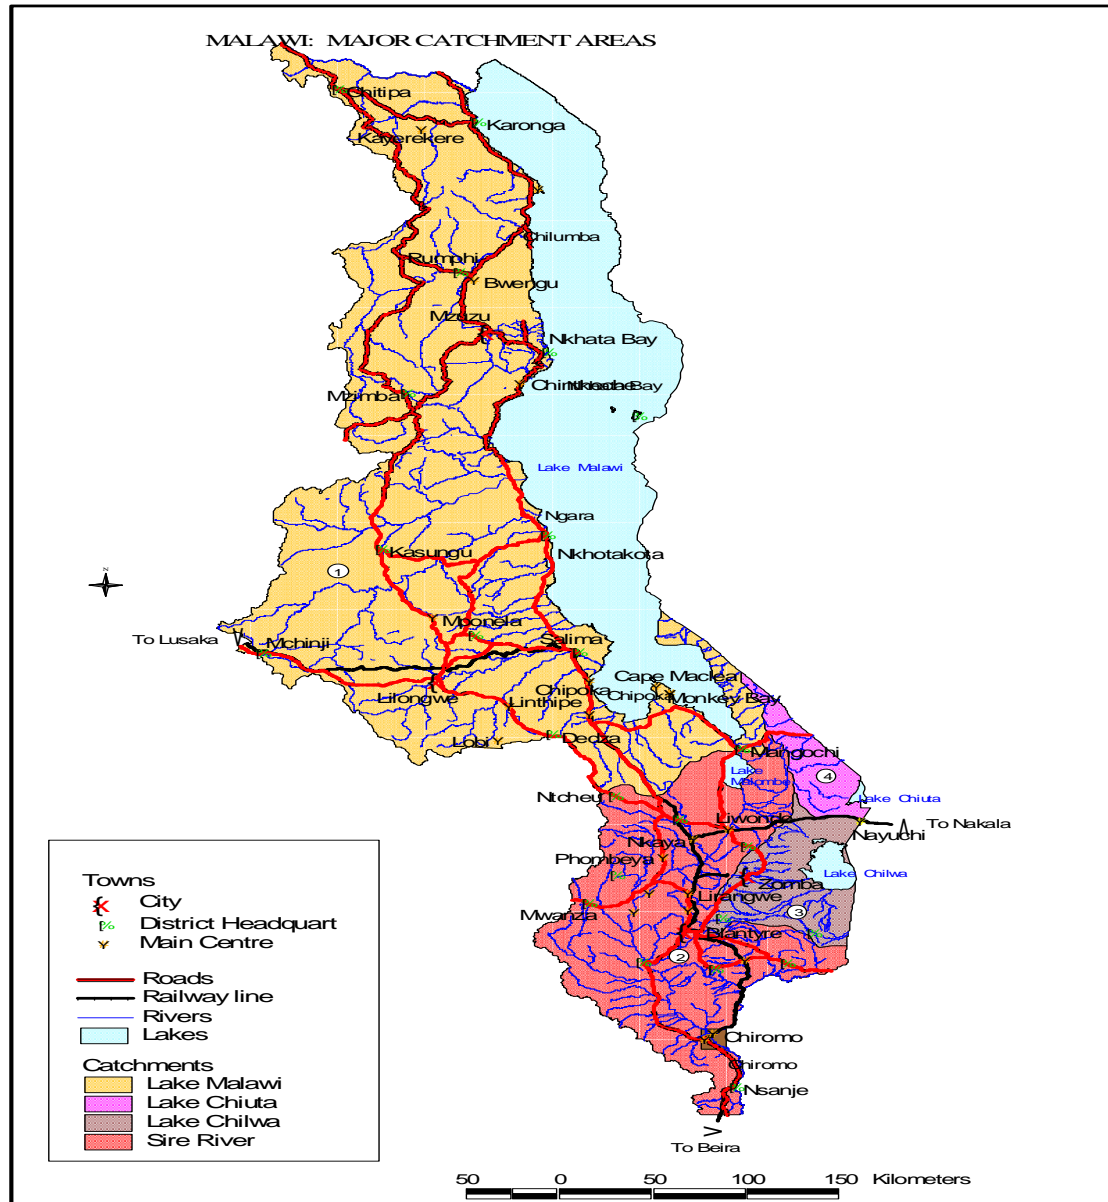 MALAWI: MAJOR CATCHMENT AREAS
Chitipa
Karonga
Kayerekere
Chilumba
Rumphi
Bwengu
Mzuzu
Nkhata Bay
Chintheche
Mzimba
Lake Malawi
Ngara
Kasungu
Nkhotakota
1
N
Mponela
To Lusaka
Mchinji
Salima
Cape Maclear
Lilongwe
Chipoka
Chipoka
Monkey Bay
Linthipe
Lobi
Dedza
Mangochi
Lake
Malombe
4
Ntcheu
Lake Chiuta
Liwonde
To Nakala
Nkaya
Nayuchi
Phombeya
Lake Chilwa
Zomba
Lirangwe
Mwanza
3
Blantyre
2
Chiromo
Chiromo
Nsanje
To Beira
Towns
City
District Headquart
Main Centre
Roads
Railway line
Rivers
Lakes
Catchments
Lake Malawi
Lake Chiuta
Lake Chilwa
Sire River
50 0 50 100 150 Kilometers